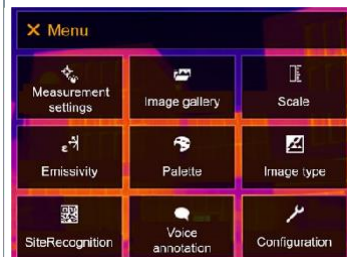 Menu
Measurement
settings
Image gallery
Scale
ε
Emissivity
Palette
Image type
SiteRecognition
Voice
annotation
Configuration